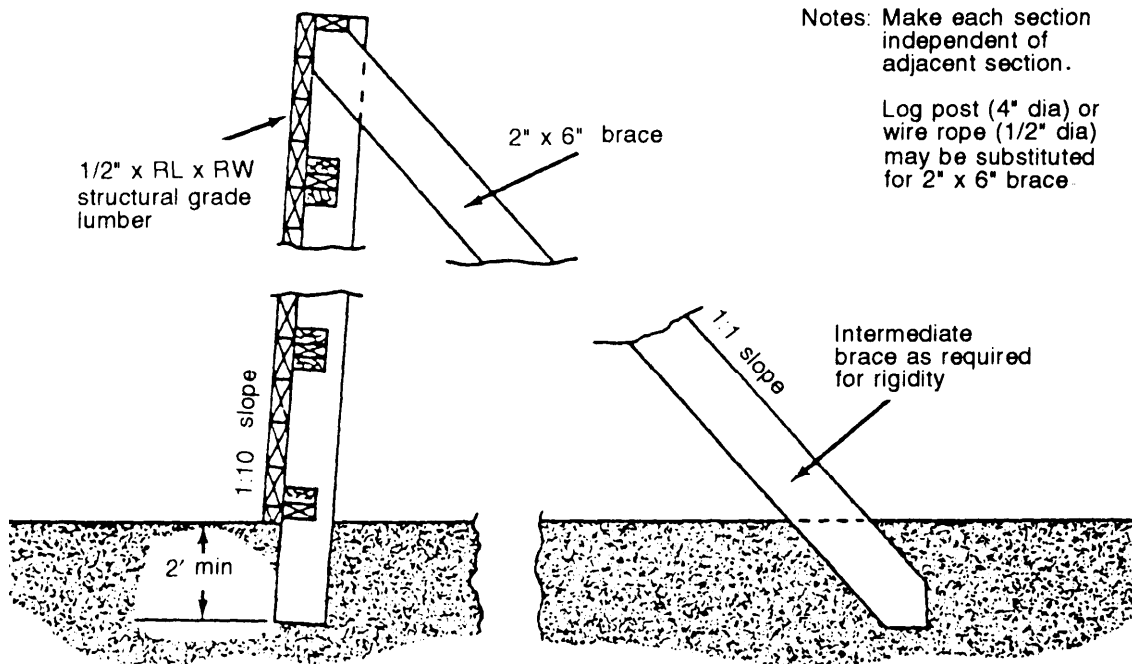 Notes: Make each section
independent of
adjacent section.
Log post (4" dia) or
wire rope (1/2" dia)
may be substituted
for 2" x 6" brace
2" x 6" brace
1/2" x RL x RW
structural grade
lumber
1:10 slope
2' min
1:1 slope
Intermediate
brace as required
for rigidity